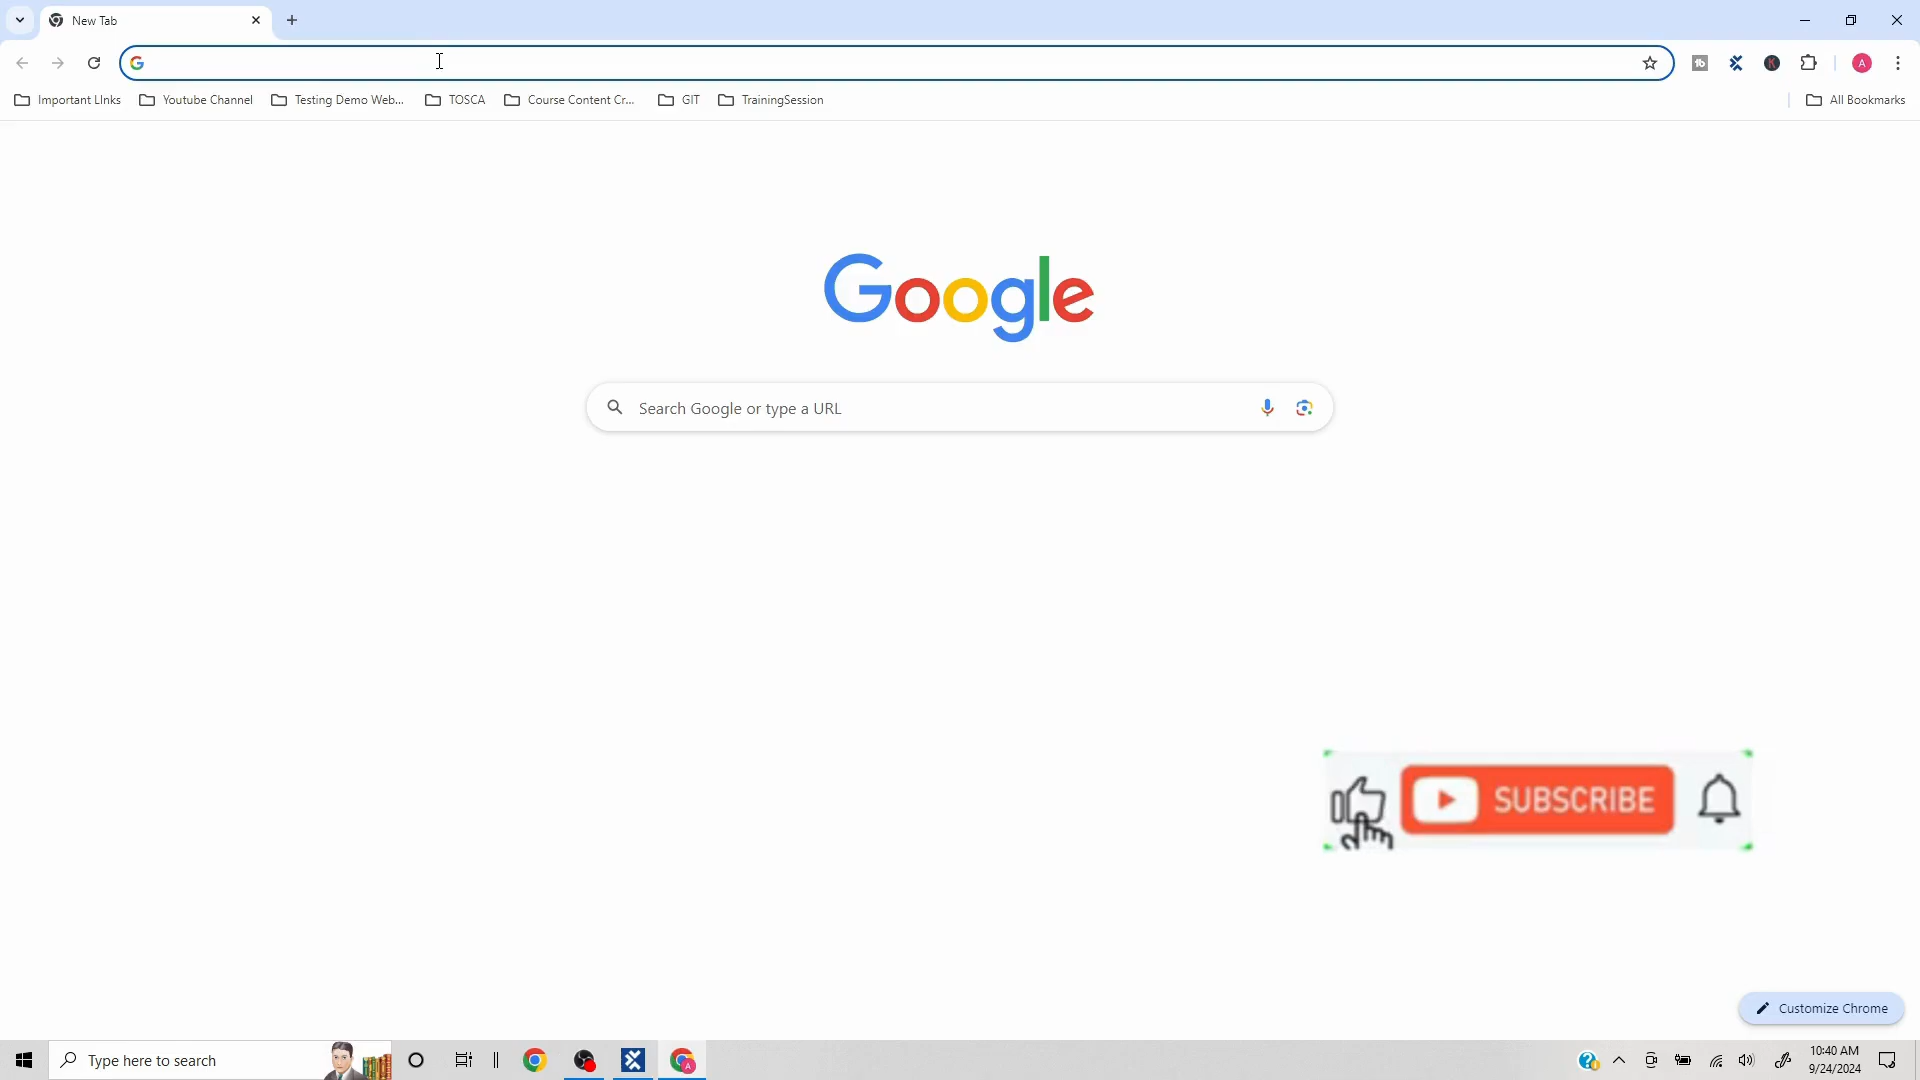 New Tab
Important LInks
Youtube Channel
Testing Demo Web...
TOSCA
Course Content Cr...
GIT
TrainingSession
All Bookmarks
A
Google
Search Google or type a URL
SUBSCRIBE
Customize Chrome
Type here to search
10:40 AM
9/24/2024